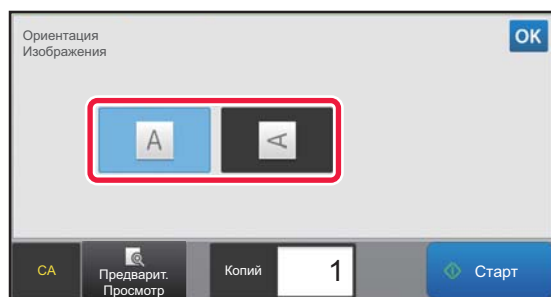 Ориентация
Изображения
OK
A
A
CA
Предварит.
Просмотр
Копий
1
Старт